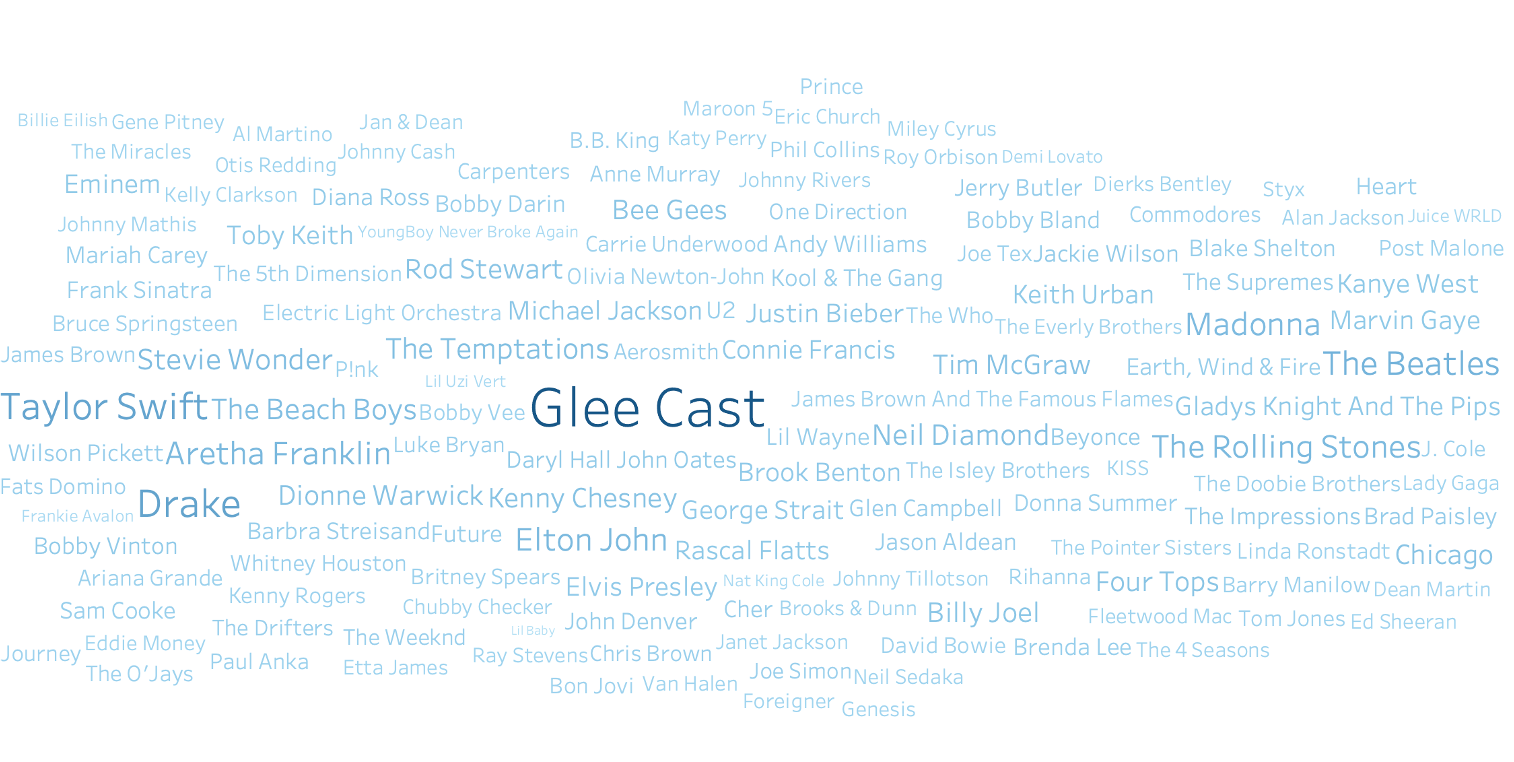 Prince
Maroon 5 Eric Church
Billie Eilish Gene Pitney Al Martino Jan & Dean Miley Cyrus
B.B. King Katy Perry Phil Collins
The Miracles Otis Redding Johnny Cash Roy Orbison Demi Lovato
Carpenters Anne Murray Johnny Rivers
Eminem Kelly Clarkson Diana Ross Bobby Darin Jerry Butler Dierks Bentley Styx Heart
Bee Gees One Direction Bobby Bland Commodores Alan Jackson Juice WRLD
Johnny Mathis Toby Keith YoungBoy Never Broke Again Carrie Underwood Andy Williams
Mariah Carey Joe Tex Jackie Wilson Blake Shelton Post Malone
The 5th Dimension Rod Stewart Olivia Newton-John Kool & The Gang The Supremes Kanye West
Frank Sinatra Keith Urban
Bruce Springsteen Electric Light Orchestra Michael Jackson U2 Justin Bieber The Who The Everly Brothers Madonna Marvin Gaye
James Brown Stevie Wonder P!nk The Temptations Aerosmith Connie Francis Tim McGraw Earth, Wind & Fire The Beatles
Lil Uzi Vert
Taylor Swift The Beach Boys Bobby Vee Glee Cast James Brown And The Famous Flames Gladys Knight And The Pips
Wilson Pickett Aretha Franklin Luke Bryan Lil Wayne Neil Diamond Beyonce The Rolling Stones J. Cole
Daryl Hall John Oates Brook Benton The Isley Brothers KISS
Fats Domino Drake Dionne Warwick Kenny Chesney The Doobie Brothers Lady Gaga
Frankie Avalon George Strait Glen Campbell Donna Summer The Impressions Brad Paisley
Bobby Vinton Barbra Streisand Future Elton John Rascal Flatts Jason Aldean The Pointer Sisters Linda Ronstadt Chicago
Whitney Houston
Ariana Grande Britney Spears Elvis Presley Nat King Cole Johnny Tillotson Rihanna Four Tops Barry Manilow Dean Martin
Kenny Rogers
Sam Cooke Chubby Checker John Denver Cher Brooks & Dunn Billy Joel Fleetwood Mac Tom Jones Ed Sheeran
The Drifters The Weeknd Lil Baby
Journey Eddie Money Ray Stevens Chris Brown Janet Jackson David Bowie Brenda Lee The 4 Seasons
The O'Jays Paul Anka Etta James Joe Simon Neil Sedaka
Bon Jovi Van Halen
Foreigner Genesis